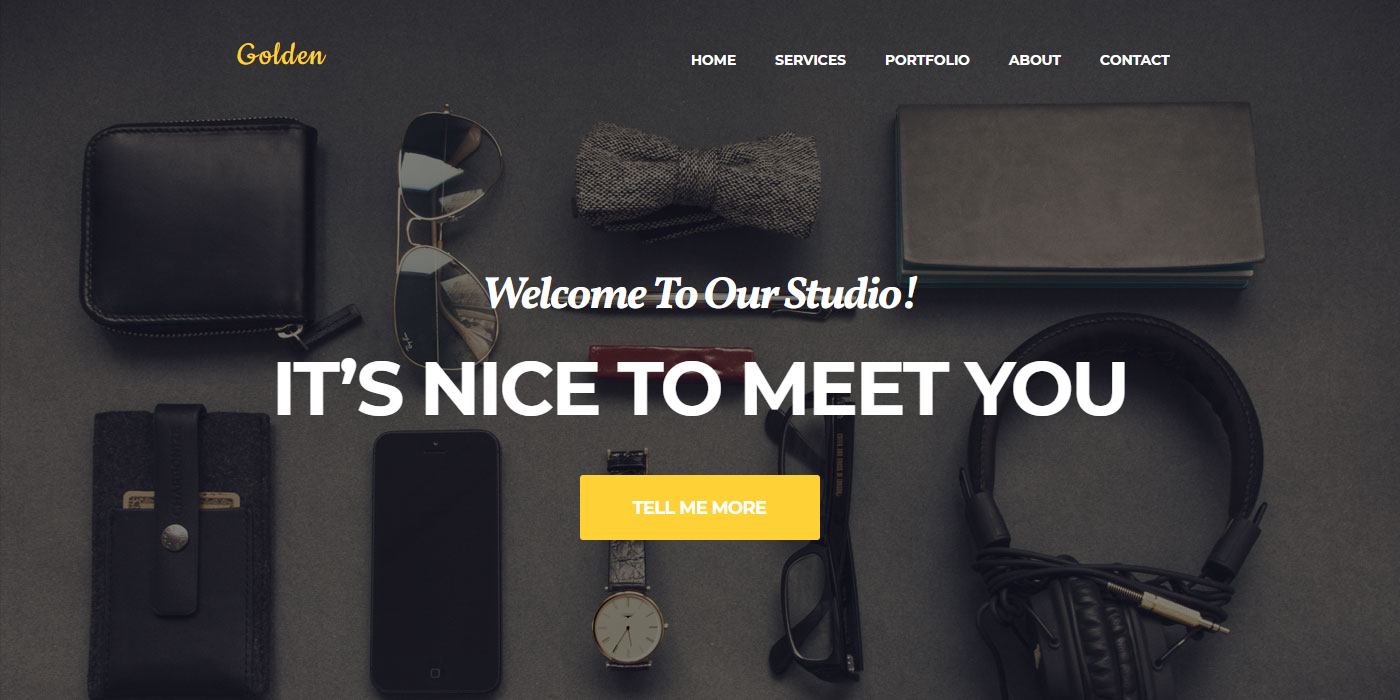 Golden
HOME SERVICES PORTFOLIO ABOUT CONTACT
Welcome To Our Studio!
IT’S NICE TO MEET YOU
TELL ME MORE